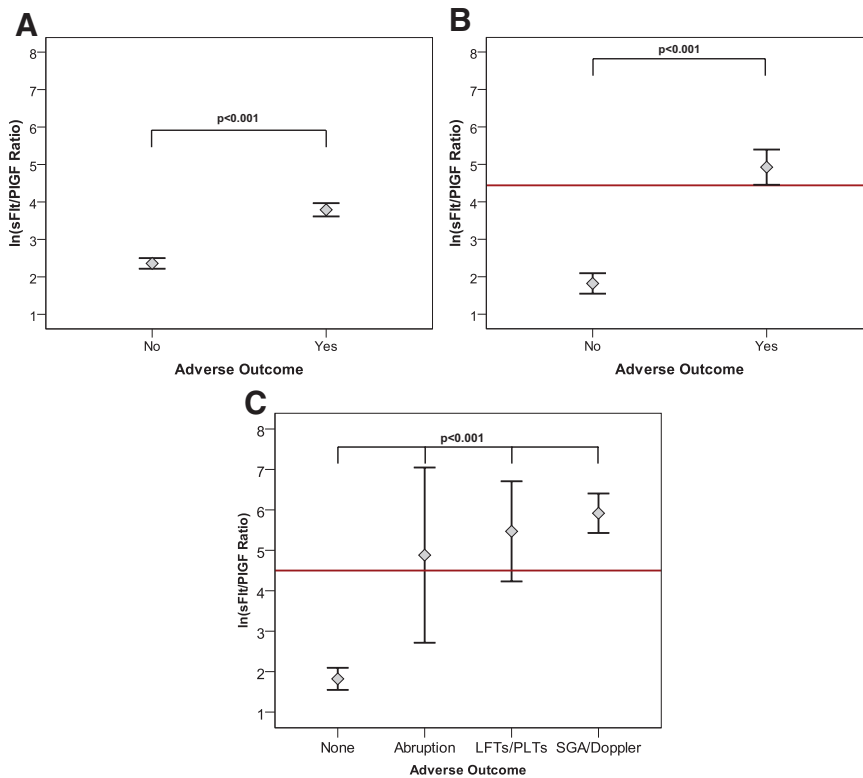 A
ln(sFlt/PlGF Ratio)
8
7
6
5
4
3
2
1
p<0.001
No
Yes
Adverse Outcome
B
ln(sFlt/PlGF Ratio)
8
7
6
5
4
3
2
1
p<0.001
No
Yes
Adverse Outcome
C
ln(sFlt/PlGF Ratio)
8
7
6
5
4
3
2
1
p<0.001
None
Abruption
LFTs/PLTs
SGA/Doppler
Adverse Outcome